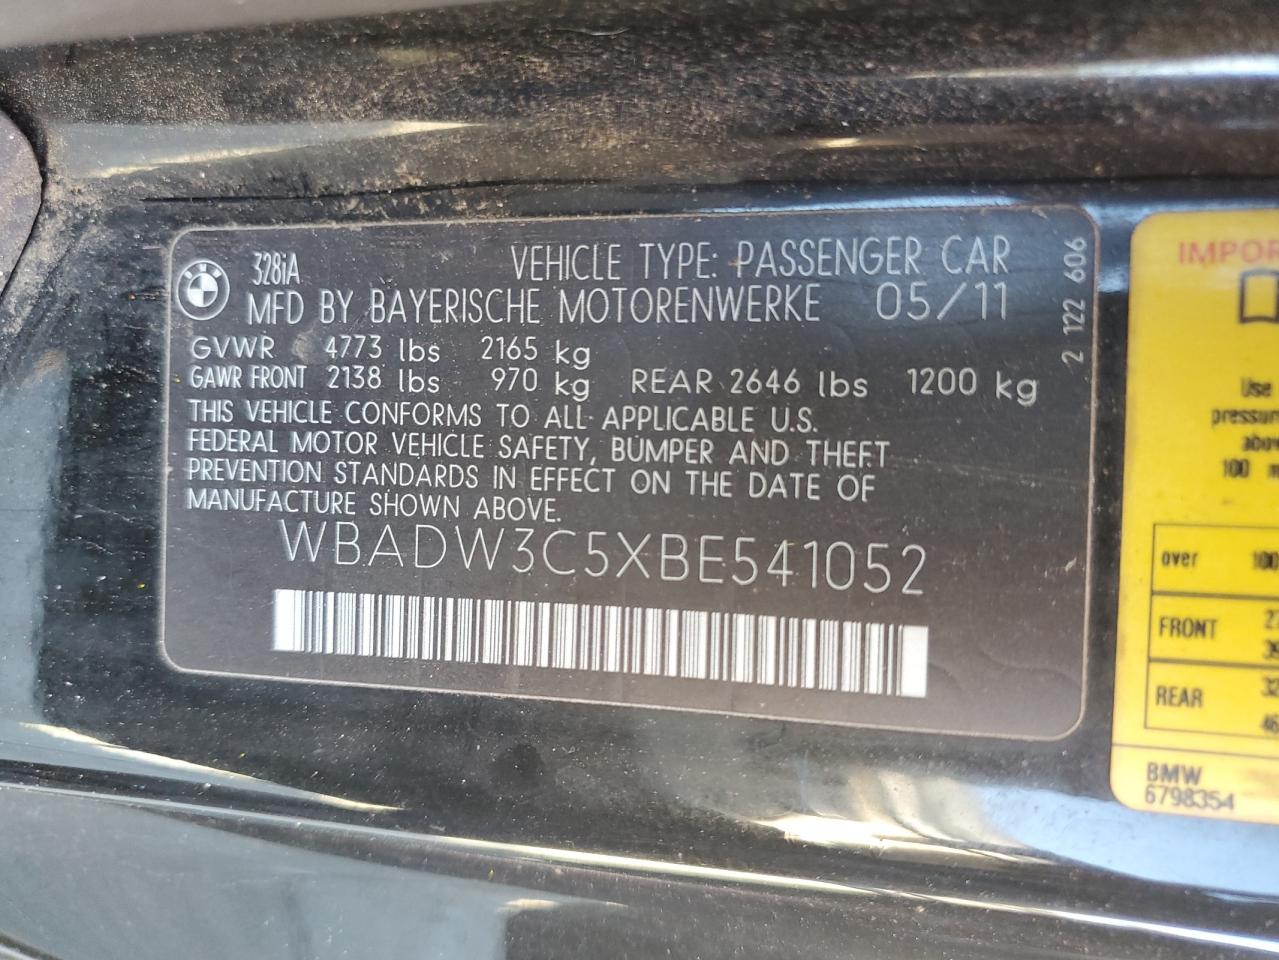 328iA VEHICLE TYPE: PASSENGER CAR
MFD BY BAYERISCHE MOTORENWERKE 05/11
GVWR 4773 lbs 2165 kg
GAWR FRONT 2138 lbs 970 kg REAR 2646 lbs 1200 kg
THIS VEHICLE CONFORMS TO ALL APPLICABLE U.S.
FEDERAL MOTOR VEHICLE SAFETY, BUMPER AND THEFT
PREVENTION STANDARDS IN EFFECT ON THE DATE OF
MANUFACTURE SHOWN ABOVE.
WBADW3C5XBE541052
2 122 606
Use
100
over 100
FRONT
REAR
BMW
6798354